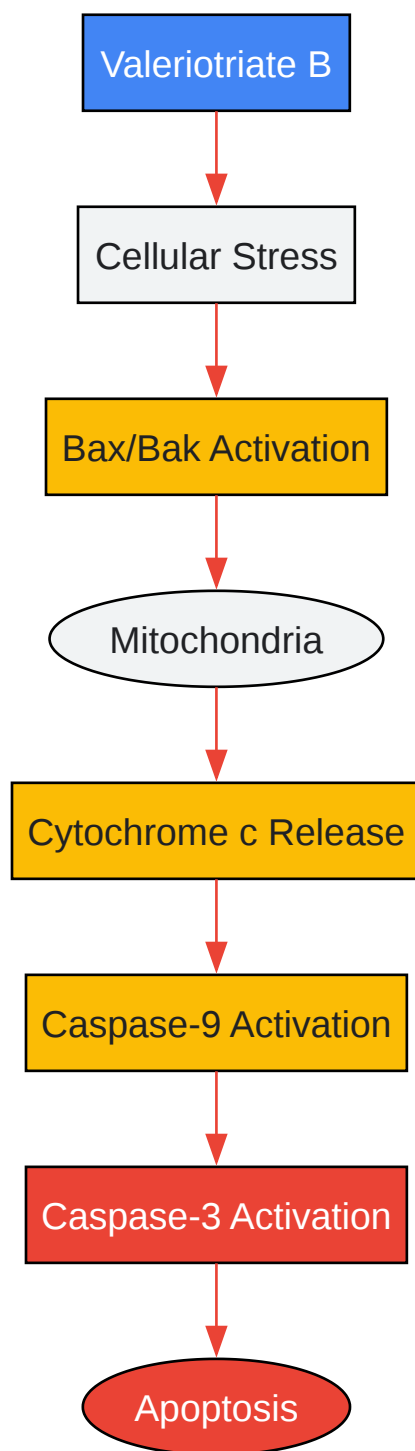 Valeriotriate B
Cellular Stress
Bax/Bak Activation
Mitochondria
Cytochrome c Release
Caspase-9 Activation
Caspase-3 Activation
Apoptosis